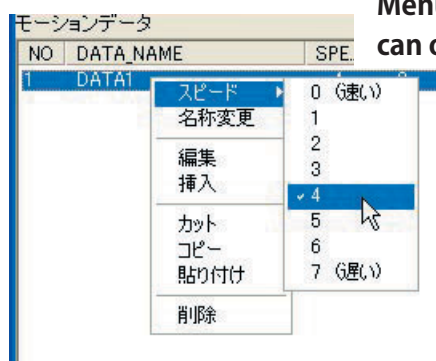 Menu
can c
モーションデータ
NO DATA_NAME SPE...
1 DATA1
スピード
名称変更
編集
挿入
カット
コピー
貼り付け
削除
0 (速い)
1
2
3
4
5
6
7 (遅い)